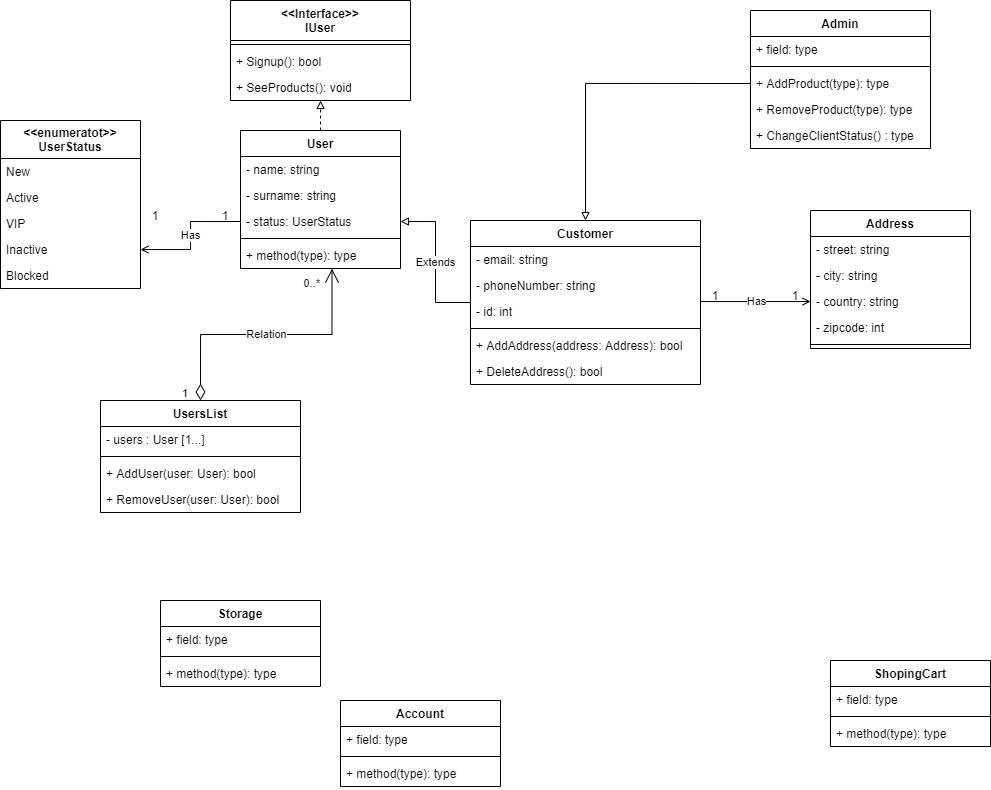 <<Interface>>
IUser
+ Signup(): bool
+ SeeProducts(): void
Admin
+ field: type
+ AddProduct(type): type
+ RemoveProduct(type): type
+ ChangeClientStatus() : type
<<enumeratot>>
UserStatus
New
Active
VIP
Inactive
Blocked
1
Has
1
User
- name: string
- surname: string
- status: UserStatus
+ method(type): type
Extends
Customer
- email: string
- phoneNumber: string
- id: int
+ AddAddress(address: Address): bool
+ DeleteAddress(): bool
1
Has
1
Address
- street: string
- city: string
- country: string
- zipcode: int
0..*
Relation
1
UsersList
- users : User [1...]
+ AddUser(user: User): bool
+ RemoveUser(user: User): bool
Storage
+ field: type
+ method(type): type
Account
+ field: type
+ method(type): type
ShopingCart
+ field: type
+ method(type): type